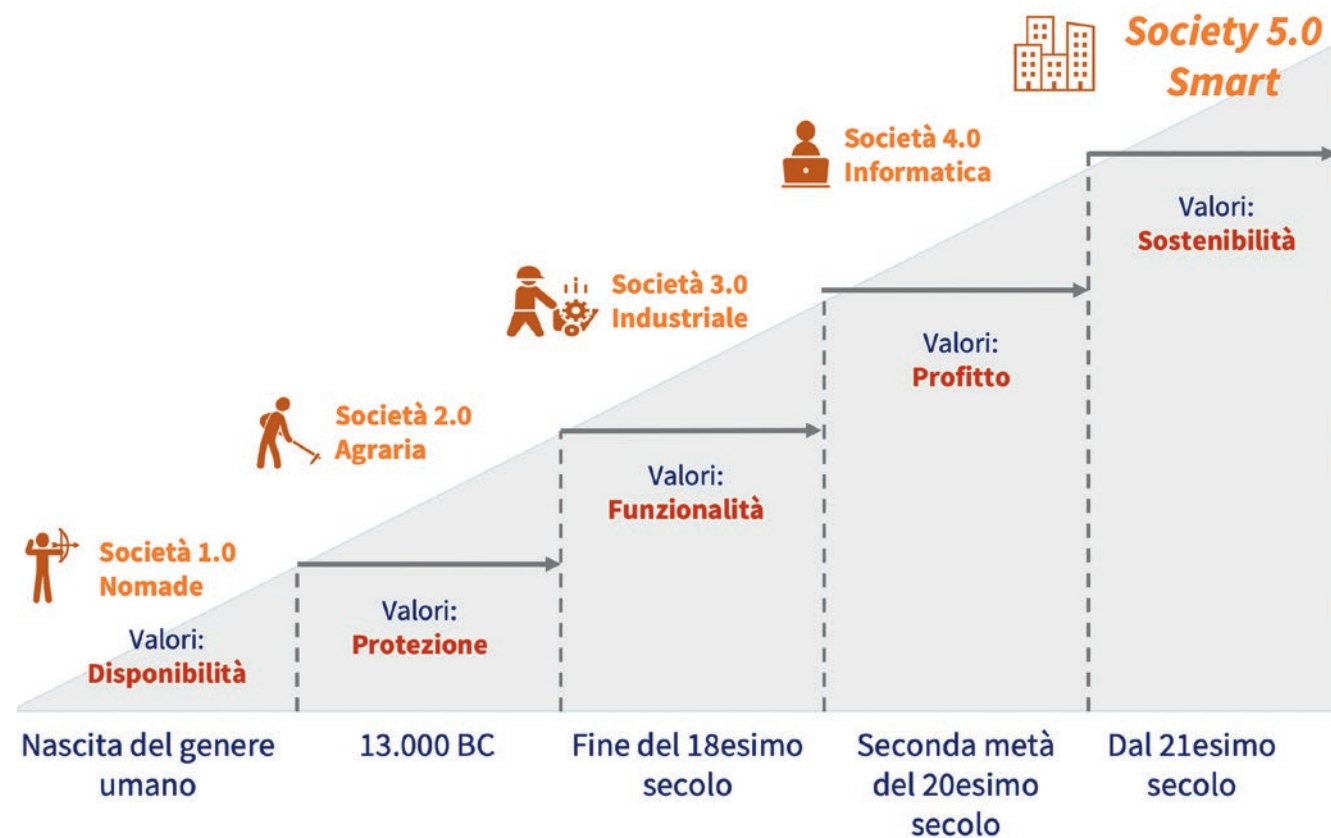 Society 5.0
Smart
Società 4.0
Informatica
Valori:
Sostenibilità
Società 3.0
Industriale
Valori:
Profitto
Società 2.0
Agraria
Valori:
Funzionalità
Società 1.0
Nomade
Valori:
Protezione
Valori:
Disponibilità
Nascita del genere
umano
13.000 BC
Fine del 18esimo
secolo
Seconda metà
del 20esimo
secolo
Dal 21esimo
secolo